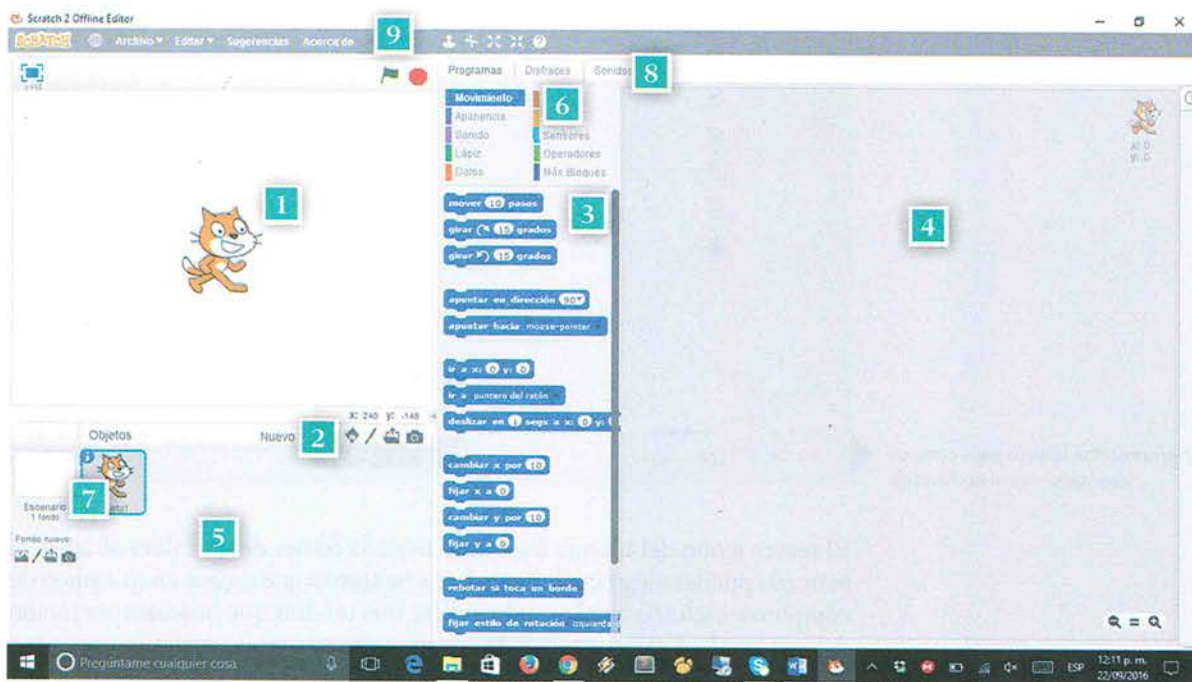 Scratch 2 Offline Editor
SCRATCH Archivo Editar Sugerencias Acerca de 9
Programas Disfraces Sonidos 8
Movimiento
Apariencia 6
Sonido Sensores
Lápiz Operadores
Datos Más Bloques
x: 0
y: 0
1
3
4
mover 10 pasos
girar 15 grados
girar 15 grados
apuntar en dirección 90
apuntar hacia mouse-pointer
ir a x: 0 y: 0
ir a puntero del ratón
deslizar en 1 segs a x: 0 y:
cambiar x por 10
fijar x a 0
cambiar y por 10
fijar y a 0
rebotar si toca un borde
fijar estilo de rotación
x: 240 y: -148
Objetos Nuevo 2
7
Escenario
1 fondo
5
Fondo nuevo:
Pregúntame cualquier cosa
ESP
12:11 p. m.
22/09/2016